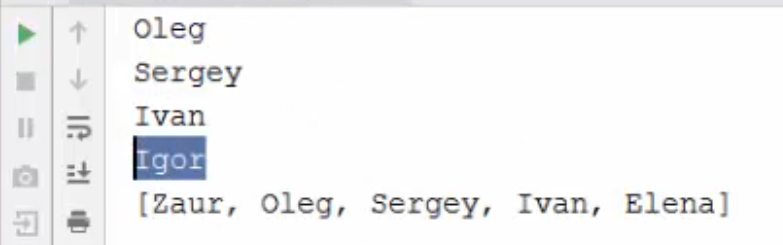 Oleg
Sergey
Ivan
Igor
[Zaur, Oleg, Sergey, Ivan, Elena]